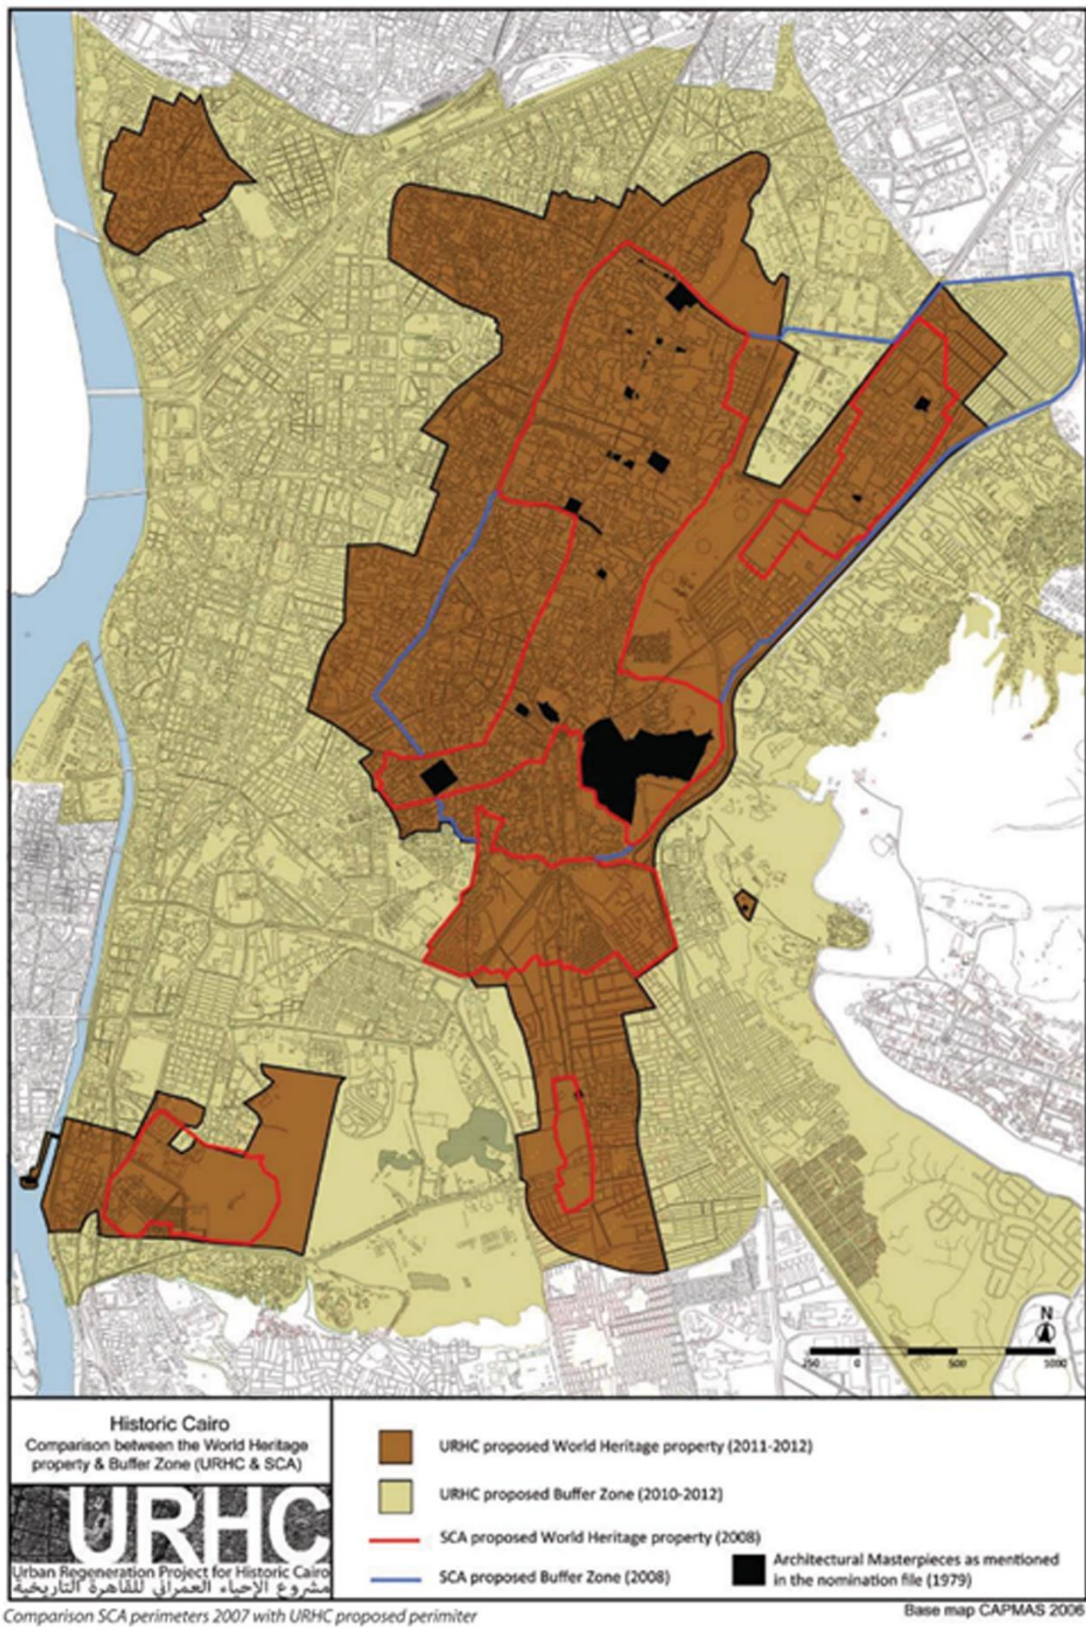 N
250 0 500 1000
Historic Cairo
Comparison between the World Heritage
property & Buffer Zone (URHC & SCA)
URHC
Urban Regeneration Project for Historic Cairo
مشروع الإحياء العمراني للقاهرة التاريخية
URHC proposed World Heritage property (2011-2012)
URHC proposed Buffer Zone (2010-2012)
SCA proposed World Heritage property (2008)
SCA proposed Buffer Zone (2008)
Architectural Masterpieces as mentioned
in the nomination file (1979)
Comparison SCA perimeters 2007 with URHC proposed perimiter
Base map CAPMAS 2006